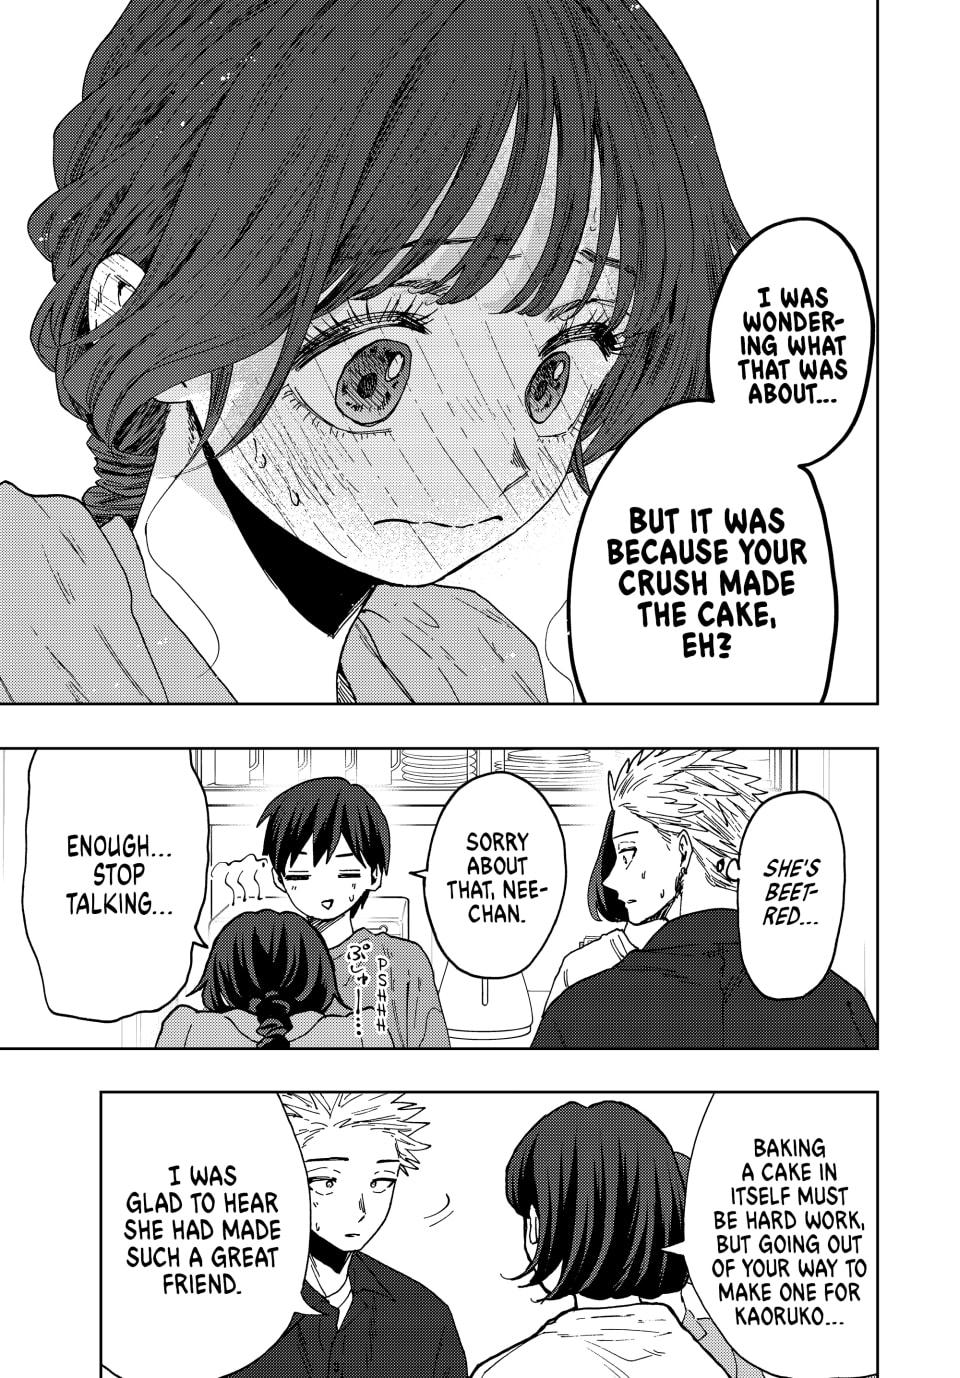 I WAS
WONDER-
ING WHAT
THAT WAS
ABOUT...
BUT IT WAS
BECAUSE YOUR
CRUSH MADE
THE CAKE,
EH?
SHE'S
BEET-
RED...
SORRY
ABOUT
THAT, NEE-
CHAN.
ぷしゅー……
PSHHHH
ENOUGH...
STOP
TALKING...
BAKING
A CAKE IN
ITSELF MUST
BE HARD WORK,
BUT GOING OUT
OF YOUR WAY TO
MAKE ONE FOR
KAORUKO...
I WAS
GLAD TO HEAR
SHE HAD MADE
SUCH A GREAT
FRIEND.